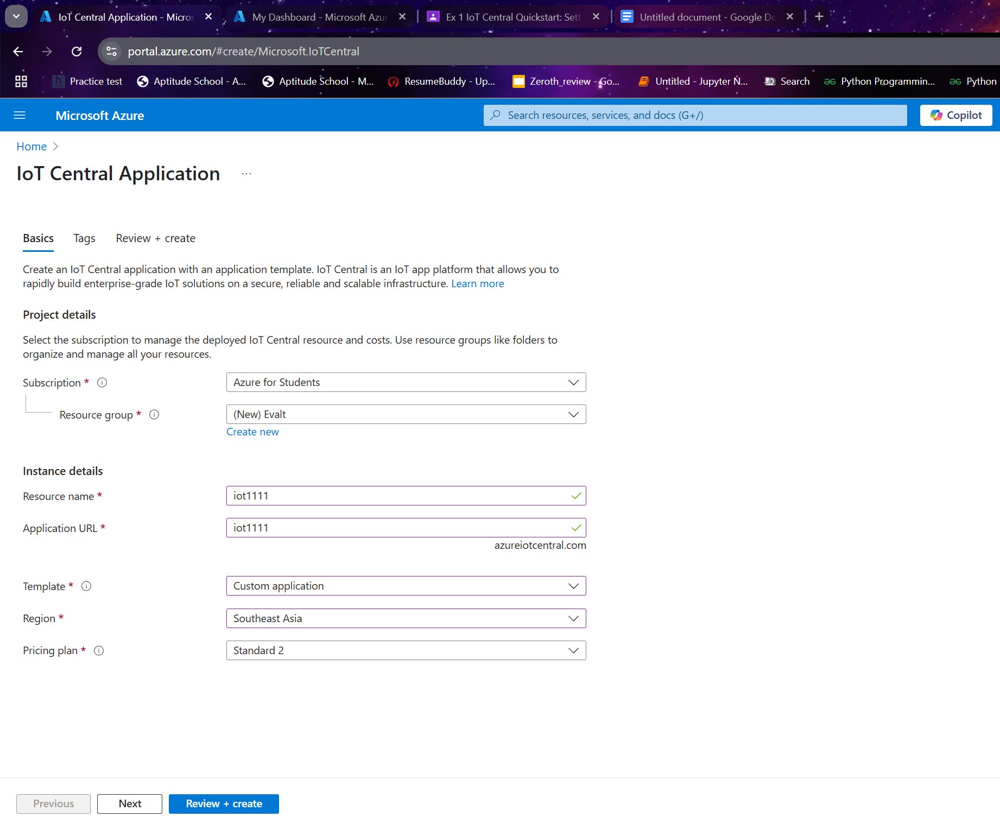 IoT Central Application - Micros
My Dashboard - Microsoft Azur
Ex 1 IoT Central Quickstart: Sett
Untitled document - Google Do
portal.azure.com/#create/Microsoft.IoTCentral
Practice test
Aptitude School - A...
Aptitude School - M...
ResumeBuddy - Up...
Zeroth_review - Go...
Untitled - Jupyter N...
Search
Python Programmin...
Python
Microsoft Azure
Search resources, services, and docs (G+/)
Copilot
Home
IoT Central Application
...
Basics
Tags
Review + create
Create an IoT Central application with an application template. IoT Central is an IoT app platform that allows you to
rapidly build enterprise-grade IoT solutions on a secure, reliable and scalable infrastructure. Learn more
Project details
Select the subscription to manage the deployed IoT Central resource and costs. Use resource groups like folders to
organize and manage all your resources.
Subscription *
Azure for Students
Resource group *
(New) Evalt
Create new
Instance details
Resource name *
iot1111
Application URL *
iot1111
azureiotcentral.com
Template *
Custom application
Region *
Southeast Asia
Pricing plan *
Standard 2
Previous
Next
Review + create